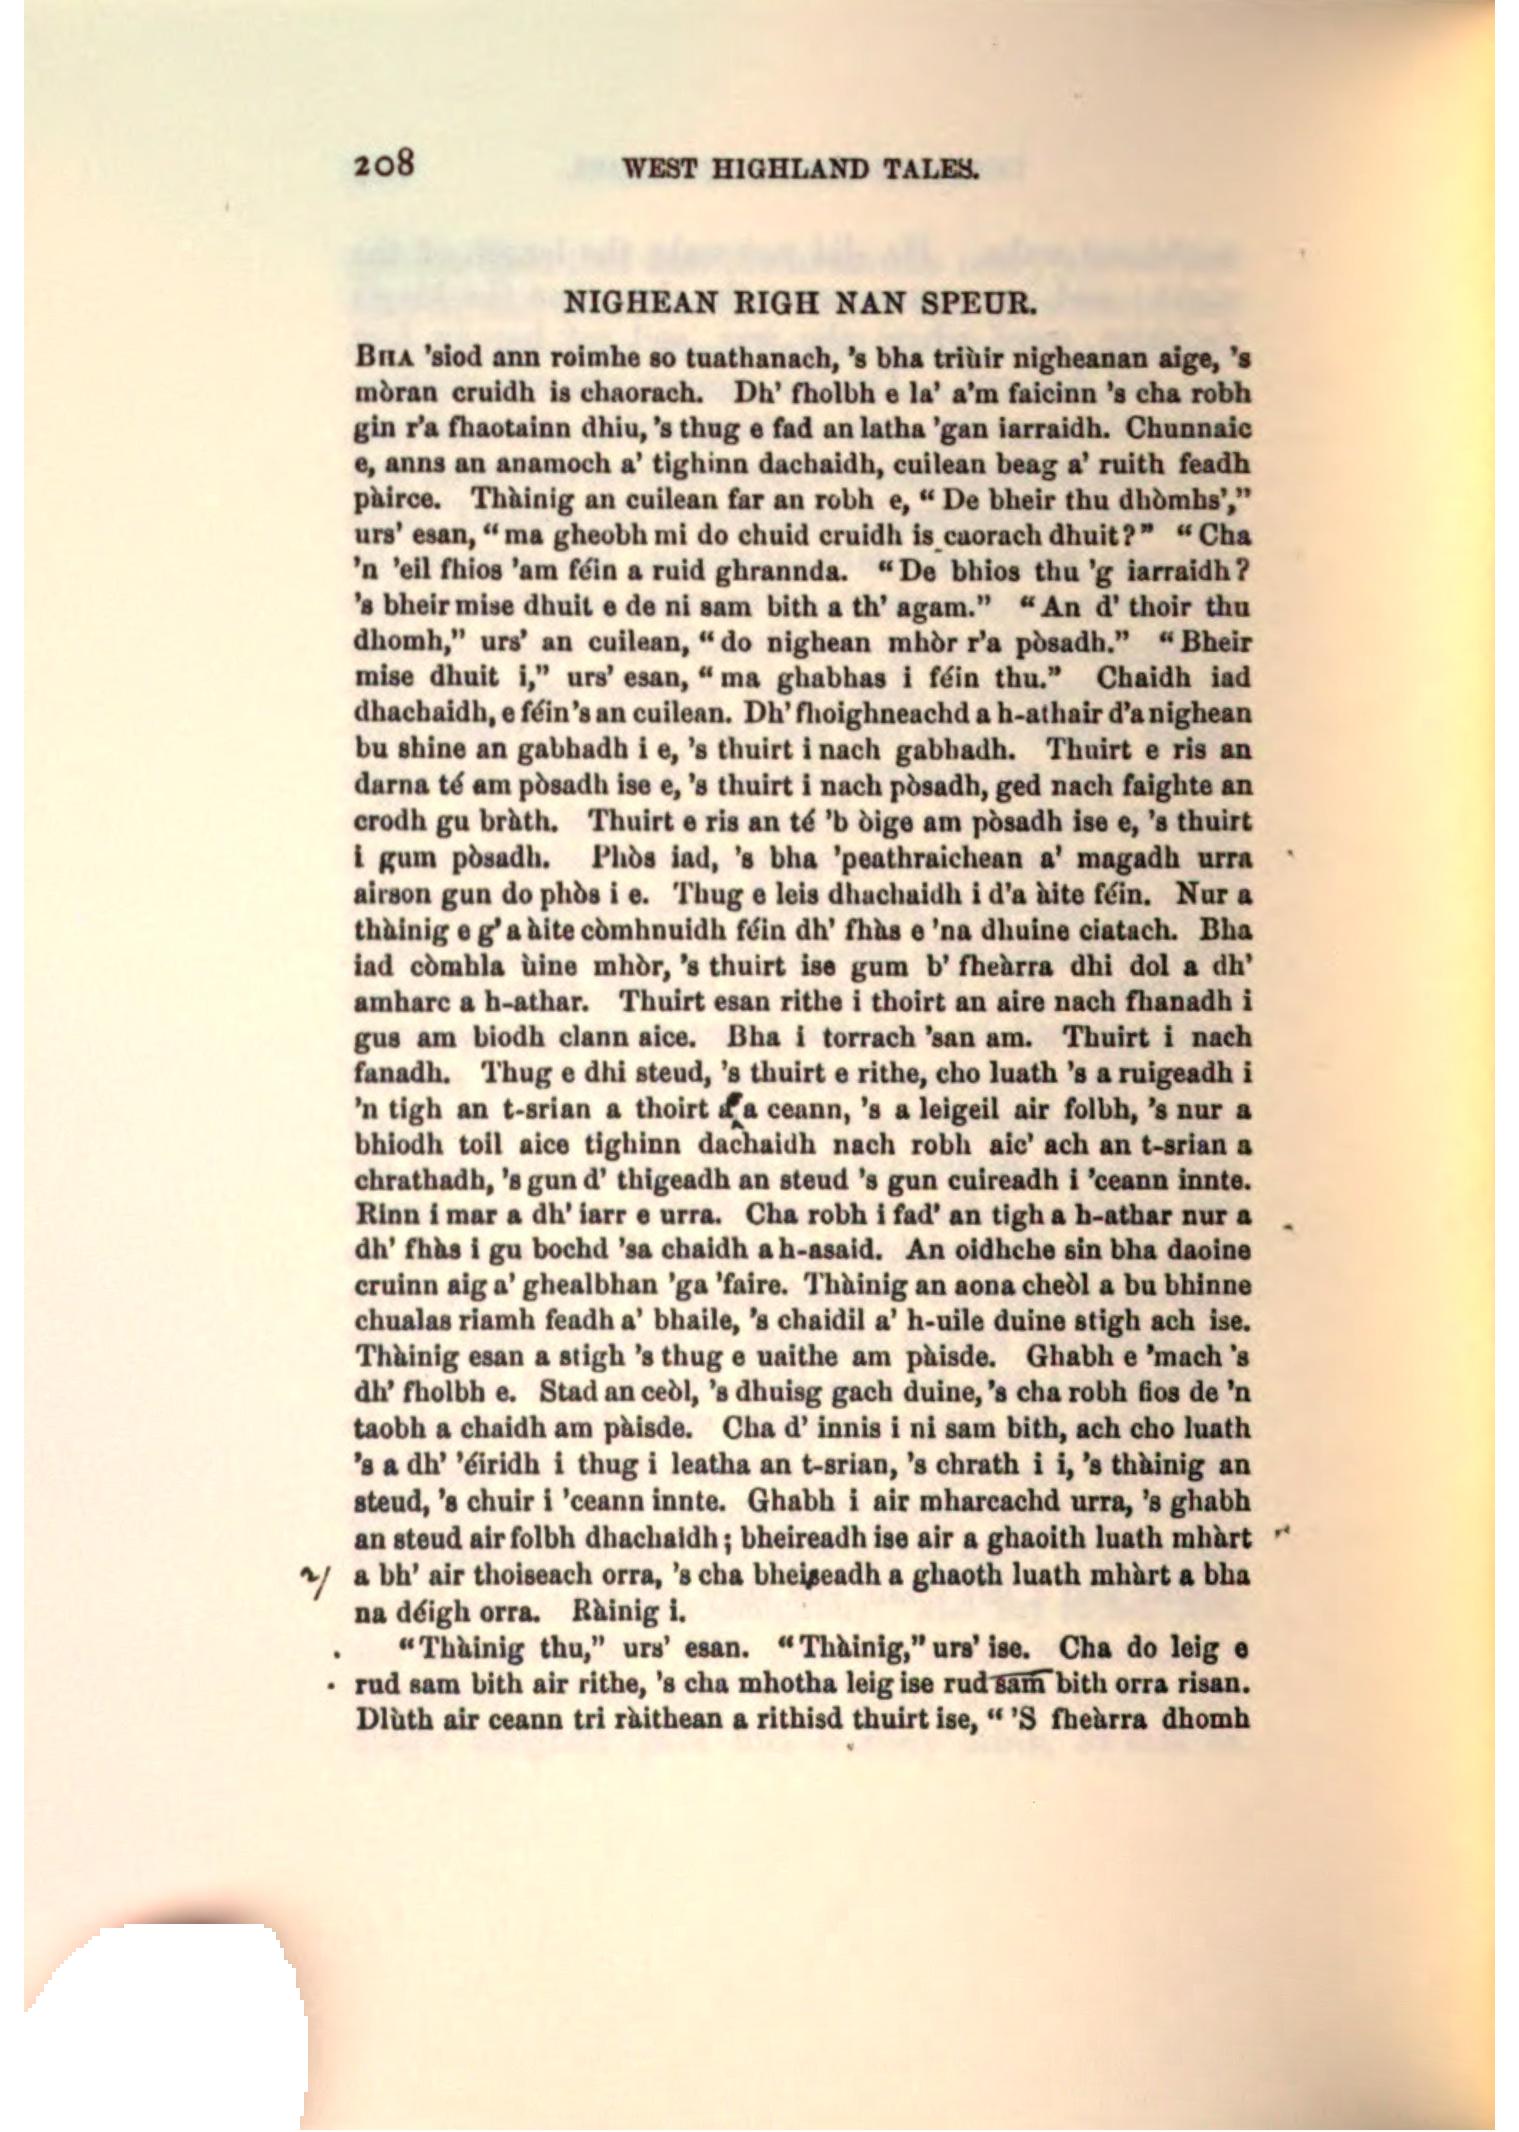 208
WEST HIGHLAND TALES.
NIGHEAN RIGH NAN SPEUR.
BHA 'siod ann roimhe so tuathanach, 's bha triùir nigheanan aige, 's
mòran cruidh is chaorach. Dh' fholbh e la' a'm faicinn 's cha robh
gin r'a fhaotainn dhiu, 's thug e fad an latha 'gan iarraidh. Chunnaic
e, anns an anamoch a' tighinn dachaidh, cuilean beag a' ruith feadh
pàirce. Thàinig an cuilean far an robh e, “ De bheir thu dhòmhs',”
urs' esan, “ ma gheobh mi do chuid cruidh is caorach dhuit?” “ Cha
'n 'eil fhios 'am féin a ruid ghrannda. “ De bhios thu 'g iarraidh?
's bheir mise dhuit e de ni sam bith a th' agam.” “ An d' thoir thu
dhomh,” urs' an cuilean, “ do nighean mhòr r'a pòsadh.” “ Bheir
mise dhuit i,” urs' esan, “ ma ghabhas i féin thu.” Chaidh iad
dhachaidh, e féin 's an cuilean. Dh' fhoighneachd a h-athair d'a nighean
bu shine an gabhadh i e, 's thuirt i nach gabhadh. Thuirt e ris an
darna té am pòsadh ise e, 's thuirt i nach pòsadh, ged nach faighte an
crodh gu bràth. Thuirt e ris an té 'b òige am pòsadh ise e, 's thuirt
i gum pòsadh. Phòs iad, 's bha 'peathraichean a' magadh urra
airson gun do phòs i e. Thug e leis dhachaidh i d'a àite féin. Nur a
thàinig e g' a àite còmhnuidh féin dh' fhàs e 'na dhuine ciatach. Bha
iad còmhla ùine mhòr, 's thuirt ise gum b' fheàrra dhi dol a dh'
amharc a h-athar. Thuirt esan rithe i thoirt an aire nach fhanadh i
gus am biodh clann aice. Bha i torrach 'san am. Thuirt i nach
fanadh. Thug e dhi steud, 's thuirt e rithe, cho luath 's a ruigeadh i
'n tigh an t-srian a thoirt a ceann, 's a leigeil air folbh, 's nur a
bhiodh toil aice tighinn dachaidh nach robh aic' ach an t-srian a
chrathadh, 's gun d' thigeadh an steud 's gun cuireadh i 'ceann innte.
Rinn i mar a dh' iarr e urra. Cha robh i fad' an tigh a h-athar nur a
dh' fhàs i gu bochd 'sa chaidh a h-asaid. An oidhche sin bha daoine
cruinn aig a' ghealbhan 'ga 'faire. Thàinig an aona cheòl a bu bhinne
chualas riamh feadh a' bhaile, 's chaidil a' h-uile duine stigh ach ise.
Thàinig esan a stigh 's thug e uaithe am pàisde. Ghabh e 'mach 's
dh' fholbh e. Stad an ceòl, 's dhuisg gach duine, 's cha robh fios de 'n
taobh a chaidh am pàisde. Cha d' innis i ni sam bith, ach cho luath
's a dh' 'éiridh i thug i leatha an t-srian, 's chrath i i, 's thàinig an
steud, 's chuir i 'ceann innte. Ghabh i air mharcachd urra, 's ghabh
an steud air folbh dhachaidh; bheireadh ise air a ghaoith luath mhàrt
a bh' air thoiseach orra, 's cha bheireadh a ghaoth luath mhàrt a bha
na déigh orra. Ràinig i.
“ Thàinig thu,” urs' esan. “ Thàinig,” urs' ise. Cha do leig e
rud sam bith air rithe, 's cha mhotha leig ise rud sam bith orra risan.
Dlùth air ceann tri ràithean a rithisd thuirt ise, “ 'S fheàrra dhomh